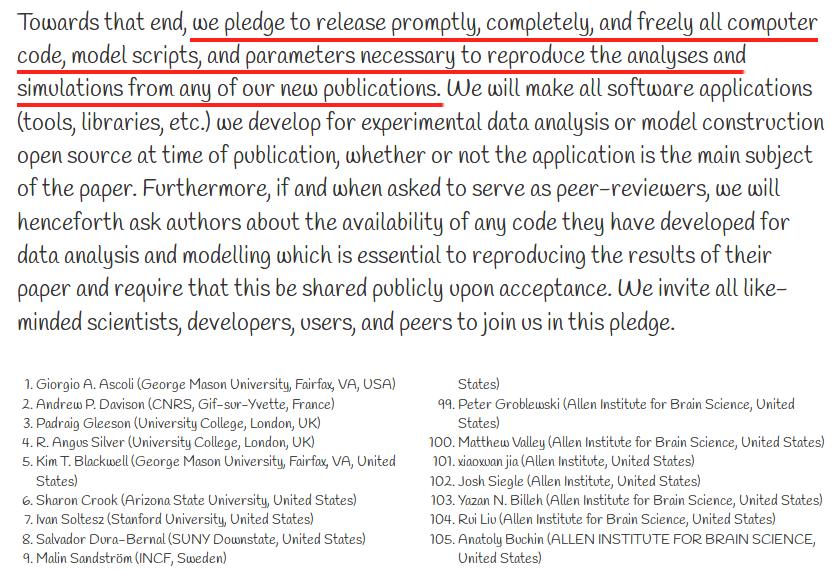 Towards that end, we pledge to release promptly, completely, and freely all computer
code, model scripts, and parameters necessary to reproduce the analyses and
simulations from any of our new publications. We will make all software applications
(tools, libraries, etc.) we develop for experimental data analysis or model construction
open source at time of publication, whether or not the application is the main subject
of the paper. Furthermore, if and when asked to serve as peer-reviewers, we will
henceforth ask authors about the availability of any code they have developed for
data analysis and modelling which is essential to reproducing the results of their
paper and require that this be shared publicly upon acceptance. We invite all like-
minded scientists, developers, users, and peers to join us in this pledge.
1. Giorgio A. Ascoli (George Mason University, Fairfax, VA, USA)
2. Andrew P. Davison (CNRS, Gif-sur-Yvette, France)
3. Padraig Gleeson (University College, London, UK)
4. R. Angus Silver (University College, London, UK)
5. Kim T. Blackwell (George Mason University, Fairfax, VA, United
States)
6. Sharon Crook (Arizona State University, United States)
7. Ivan Soltesz (Stanford University, United States)
8. Salvador Dura-Bernal (SUNY Downstate, United States)
9. Malin Sandström (INCF, Sweden)
States)
99. Peter Groblewski (Allen Institute for Brain Science, United
States)
100. Matthew Valley (Allen Institute for Brain Science, United States)
101. xiaoxuan jia (Allen Institute, United States)
102. Josh Siegle (Allen Institute, United States)
103. Yazan N. Billeh (Allen Institute for Brain Science, United States)
104. Rui Liu (Allen Institute for Brain Science, United States)
105. Anatoly Buchin (ALLEN INSTITUTE FOR BRAIN SCIENCE,
United States)